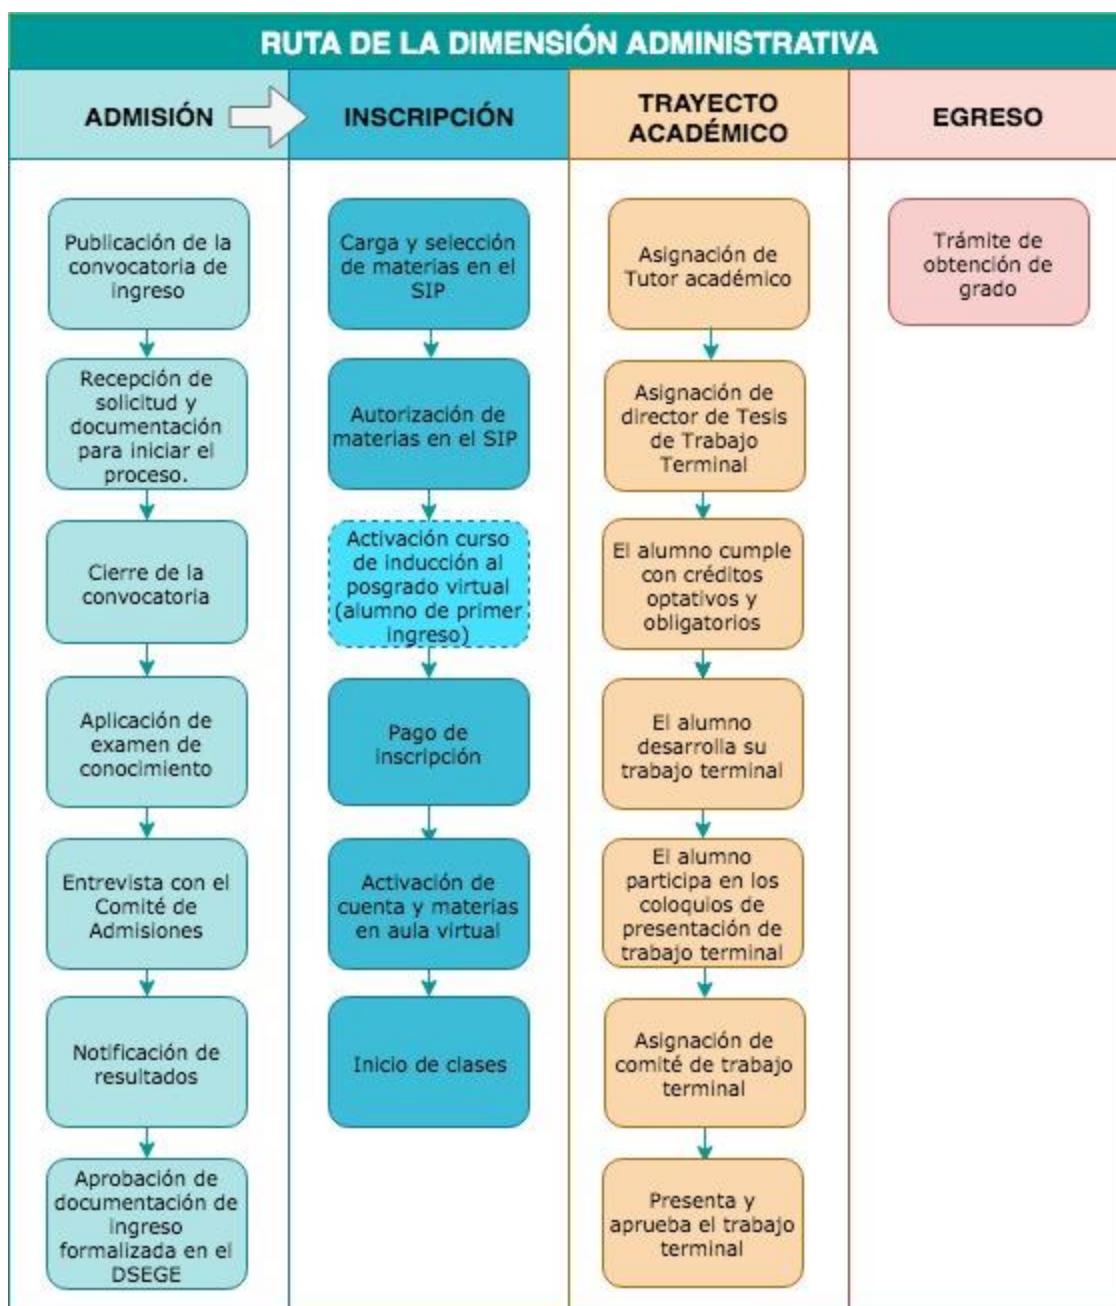 RUTA DE LA DIMENSIÓN ADMINISTRATIVA
ADMISIÓN
INSCRIPCIÓN
TRAYECTO
ACADÉMICO
EGRESO
Publicación de la
convocatoria de
ingreso
Recepción de
solicitud y
documentación
para iniciar el
proceso.
Cierre de la
convocatoria
Aplicación de
examen de
conocimiento
Entrevista con el
Comité de
Admisiones
Notificación de
resultados
Aprobación de
documentación de
ingreso
formalizada en el
DSEGE
Carga y selección
de materias en el
SIP
Autorización de
materias en el SIP
Activación curso
de inducción al
posgrado virtual
(alumno de primer
ingreso)
Pago de
inscripción
Activación de
cuenta y materias
en aula virtual
Inicio de clases
Asignación de
Tutor académico
Asignación de
director de Tesis
de Trabajo
Terminal
El alumno cumple
con créditos
optativos y
obligatorios
El alumno
desarrolla su
trabajo terminal
El alumno
participa en los
coloquios de
presentación de
trabajo terminal
Asignación de
comité de trabajo
terminal
Presenta y
aprueba el trabajo
terminal
Trámite de
obtención de
grado